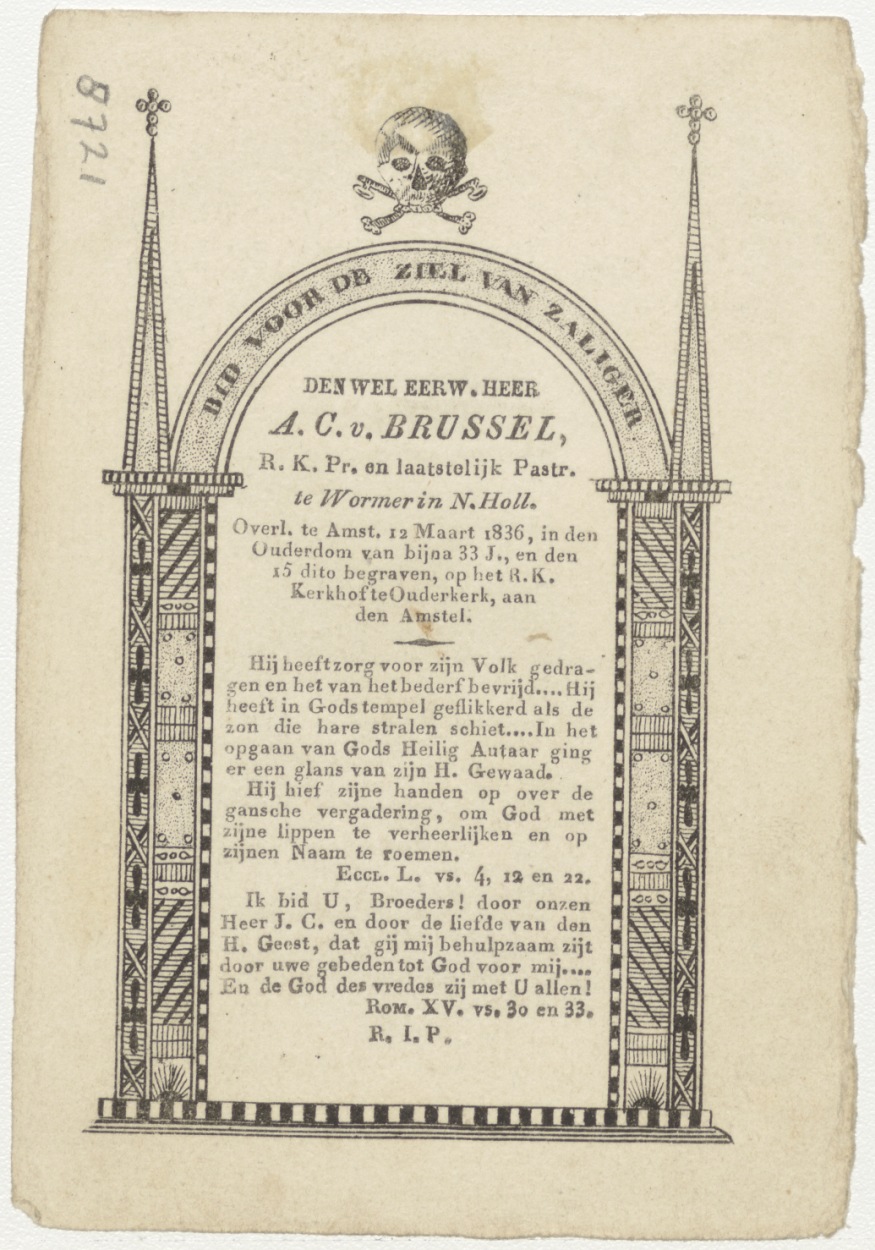 8721
BID VOOR DE ZIEL VAN ZALIGER
DEN WEL EERW. HEER
A. C. v. BRUSSEL,
R. K. Pr. en laatstelijk Pastr.
te Wormer in N. Holl.
Overl. te Amst. 12 Maart 1836, in den
Ouderdom van bijna 33 J., en den
15 dito begraven, op het R. K.
Kerkhof te Ouderkerk, aan
den Amstel.
Hij heeft zorg voor zijn Volk gedra-
gen en het van het bederf bevrijd.... Hij
heeft in Gods tempel geflikkerd als de
zon die hare stralen schiet.... In het
opgaan van Gods Heilig Autaar ging
er een glans van zijn H. Gewaad.
Hij hief zijne handen op over de
gansche vergadering, om God met
zijne lippen te verheerlijken en op
zijnen Naam te roemen.
ECCL. L. vs. 4, 12 en 22.
Ik bid U, Broeders! door onzen
Heer J. C. en door de liefde van den
H. Geest, dat gij mij behulpzaam zijt
door uwe gebeden tot God voor mij....
En de God des vredes zij met U allen!
ROM. XV. vs. 30 en 33.
R. I. P.